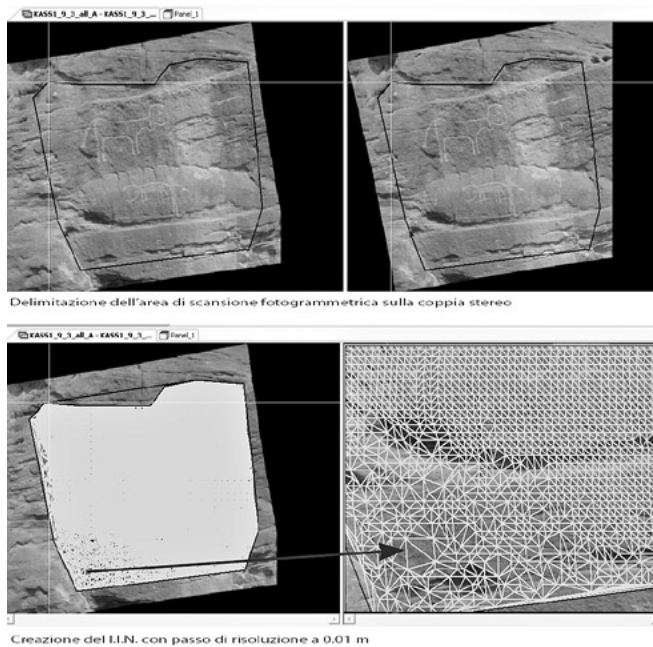 KASS1_9_3_all_A - KASS1_9_3_... Panel_1
Delimitazione dell'area di scansione fotogrammetrica sulla coppia stereo
KASS1_9_3_all_A - KASS1_9_3_... Panel_1
Creazione del I.I.N. con passo di risoluzione a 0.01 m